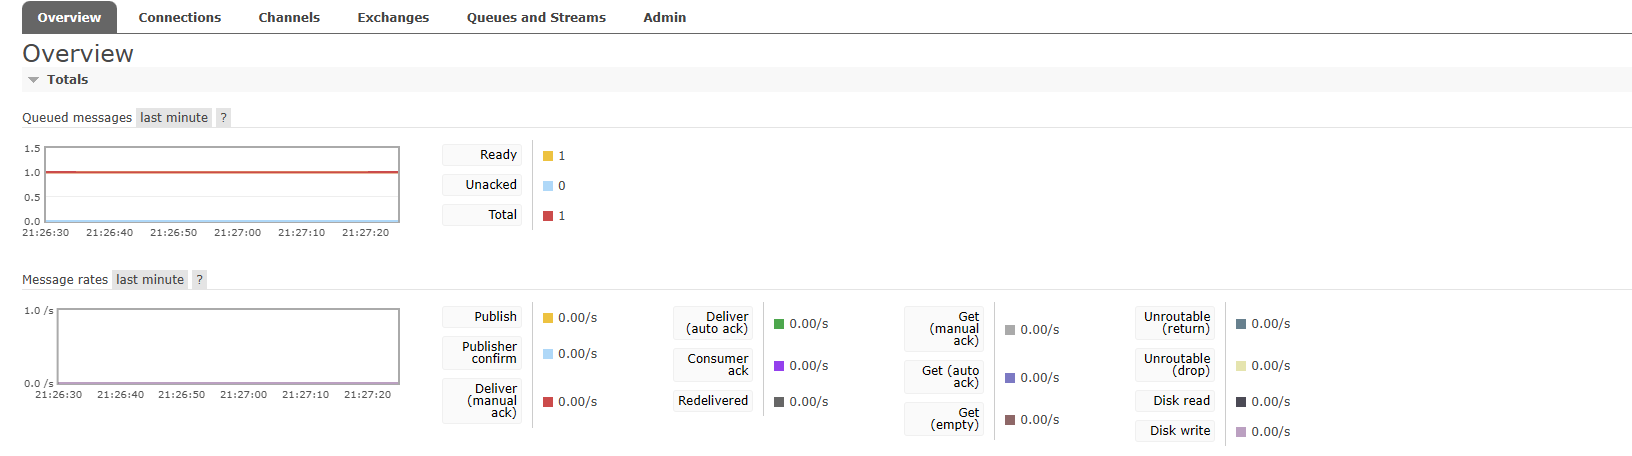 Overview Connections Channels Exchanges Queues and Streams Admin
Overview
Totals
Queued messages last minute ?
1.5
1.0
0.5
0.0
21:26:30 21:26:40 21:26:50 21:27:00 21:27:10 21:27:20
Ready 1
Unacked 0
Total 1
Message rates last minute ?
1.0 /s
0.0 /s
21:26:30 21:26:40 21:26:50 21:27:00 21:27:10 21:27:20
Publish 0.00/s
Publisher
confirm 0.00/s
Deliver
(manual
ack) 0.00/s
Deliver
(auto ack) 0.00/s
Consumer
ack 0.00/s
Redelivered 0.00/s
Get
(manual
ack) 0.00/s
Get (auto
ack) 0.00/s
Get
(empty) 0.00/s
Unroutable
(return) 0.00/s
Unroutable
(drop) 0.00/s
Disk read 0.00/s
Disk write 0.00/s